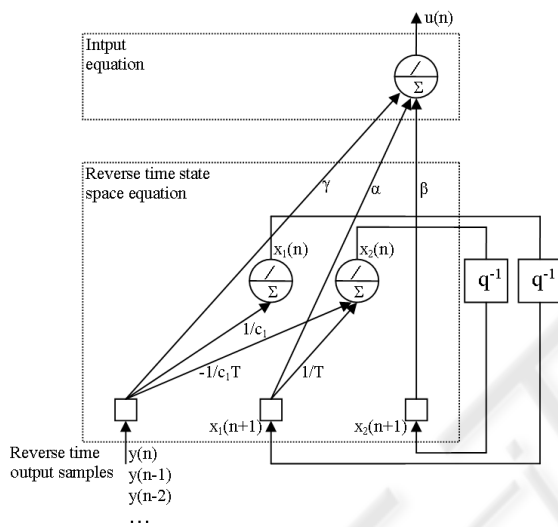 u(n)
Intput
equation
/
Σ
Reverse time state
space equation
γ
α
β
x₁(n)
x₂(n)
/
Σ
/
Σ
q⁻¹
q⁻¹
1/c₁
-1/c₁T
1/T
x₁(n+1)
x₂(n+1)
Reverse time
output samples
y(n)
y(n-1)
y(n-2)
...